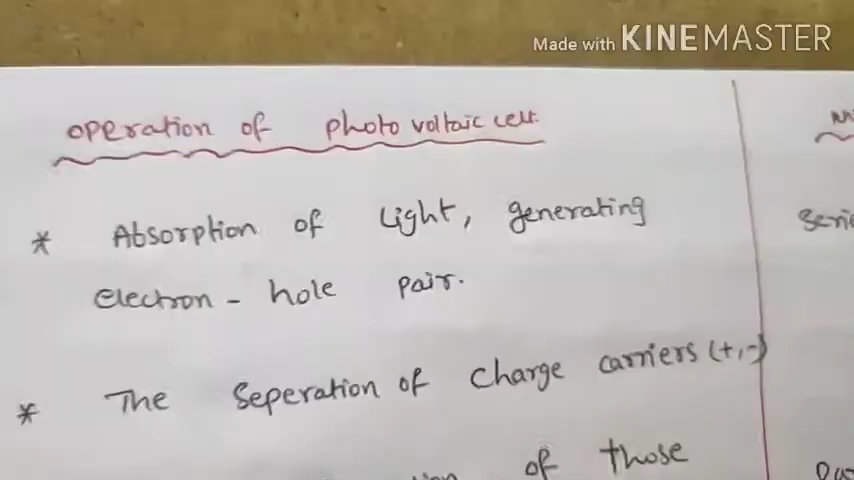 Made with KINEMASTER
Operation of photo voltaic cell.
* Absorption of Light, generating
Electron - hole pair.
* The Seperation of charge carriers (+,-)
of those